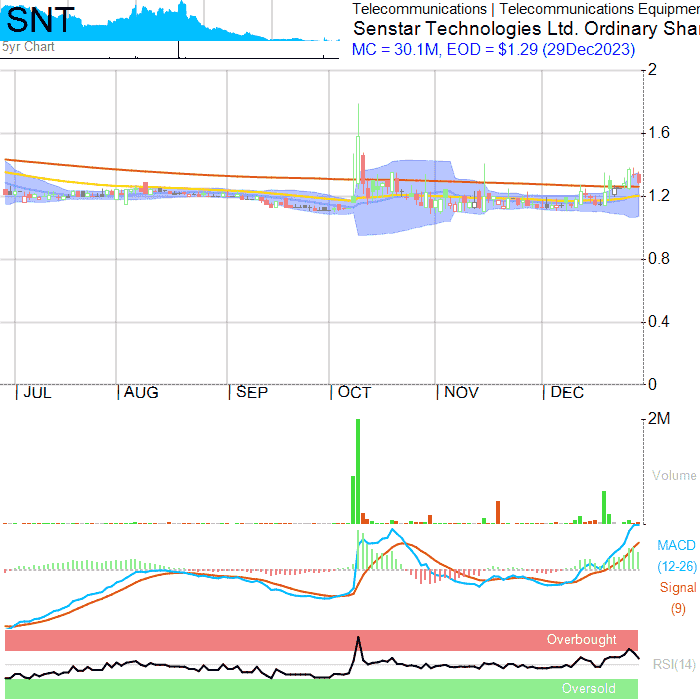 SNT
5yr Chart
Telecommunications | Telecommunications Equipmen
Senstar Technologies Ltd. Ordinary Shar
MC = 30.1M, EOD = $1.29 (29Dec2023)
2
1.6
1.2
0.8
0.4
0
JUL AUG SEP OCT NOV DEC
2M
Volume
MACD
(12-26)
Signal
(9)
Overbought
RSI(14)
Oversold